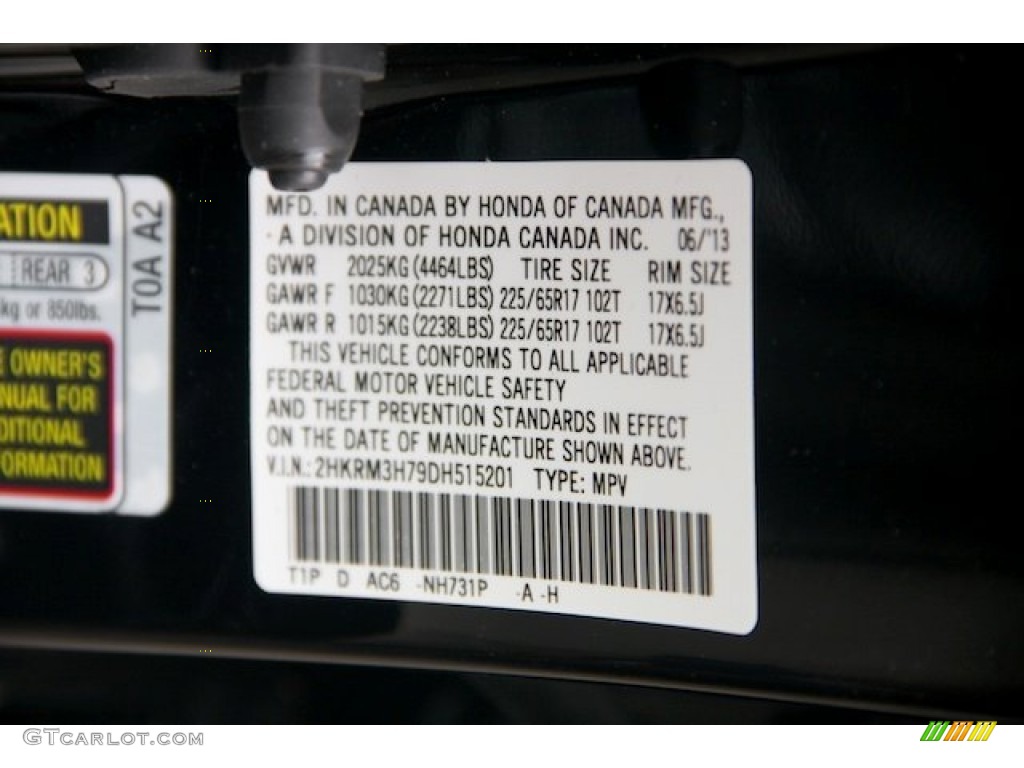 ATION
REAR 3
kg or 850lbs.
E OWNER'S
NUAL FOR
DITIONAL
FORMATION
T0A A2
MFD. IN CANADA BY HONDA OF CANADA MFG.,
A DIVISION OF HONDA CANADA INC. 06/'13
GVWR 2025KG (4464LBS) TIRE SIZE RIM SIZE
GAWR F 1030KG (2271LBS) 225/65R17 102T 17X6.5J
GAWR R 1015KG (2238LBS) 225/65R17 102T 17X6.5J
THIS VEHICLE CONFORMS TO ALL APPLICABLE
FEDERAL MOTOR VEHICLE SAFETY
AND THEFT PREVENTION STANDARDS IN EFFECT
ON THE DATE OF MANUFACTURE SHOWN ABOVE.
V.I.N.: 2HKRM3H79DH515201 TYPE: MPV
T1P D AC6 -NH731P -A -H
GTCARLOT.COM